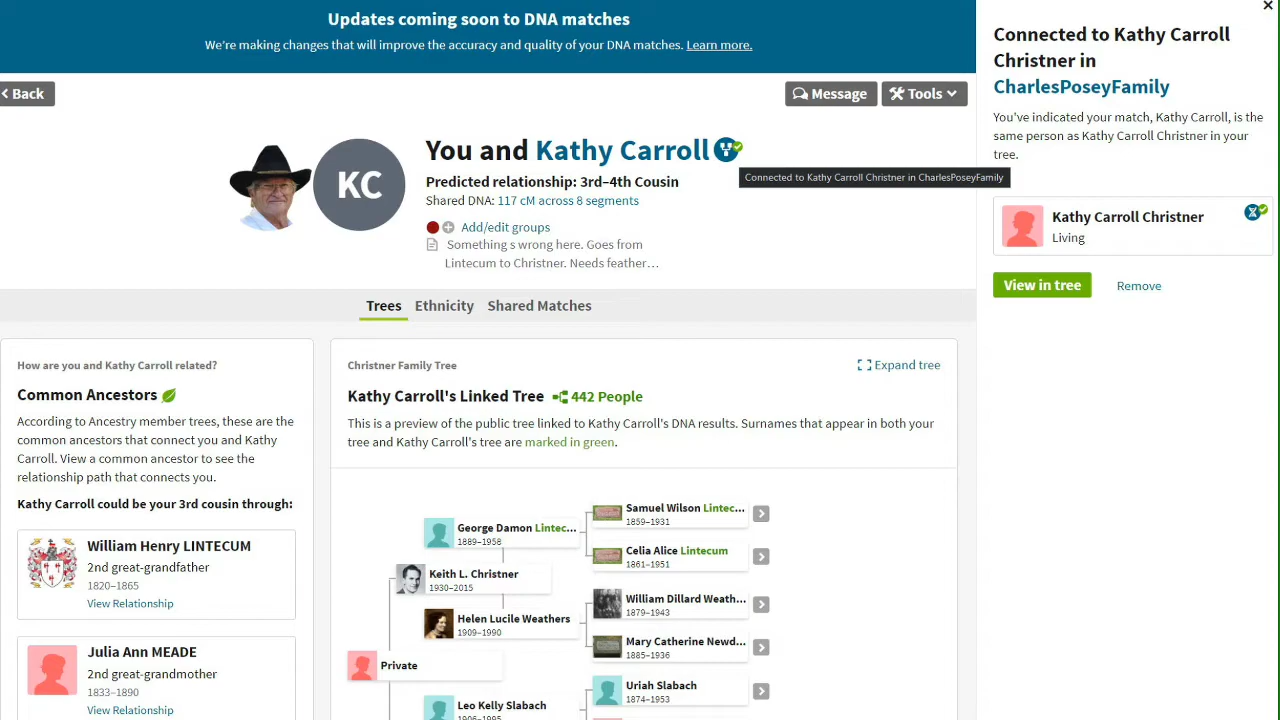 Updates coming soon to DNA matches
We're making changes that will improve the accuracy and quality of your DNA matches. Learn more.
Back
Message
Tools
KC
You and Kathy Carroll
Connected to Kathy Carroll Christner in CharlesPoseyFamily
Predicted relationship: 3rd–4th Cousin
Shared DNA: 117 cM across 8 segments
Add/edit groups
Something s wrong here. Goes from
Lintecum to Christner. Needs feather…
Trees
Ethnicity
Shared Matches
How are you and Kathy Carroll related?
Common Ancestors
According to Ancestry member trees, these are the
common ancestors that connect you and Kathy
Carroll. View a common ancestor to see the
relationship path that connects you.
Kathy Carroll could be your 3rd cousin through:
William Henry LINTECUM
2nd great-grandfather
1820–1865
View Relationship
Julia Ann MEADE
2nd great-grandmother
1833–1890
View Relationship
Christner Family Tree
Expand tree
Kathy Carroll's Linked Tree
442 People
This is a preview of the public tree linked to Kathy Carroll's DNA results. Surnames that appear in both your
tree and Kathy Carroll's tree are marked in green.
Samuel Wilson Lintec...
1859–1931
George Damon Lintec...
1889–1958
Celia Alice Lintecum
1861–1951
Keith L. Christner
1930–2015
William Dillard Weath...
1879–1943
Helen Lucile Weathers
1909–1990
Mary Catherine Newd...
1885–1936
Private
Uriah Slabach
1874–1953
Leo Kelly Slabach
1906–1995
Connected to Kathy Carroll
Christner in
CharlesPoseyFamily
You've indicated your match, Kathy Carroll, is the
same person as Kathy Carroll Christner in your
tree.
Kathy Carroll Christner
Living
View in tree
Remove